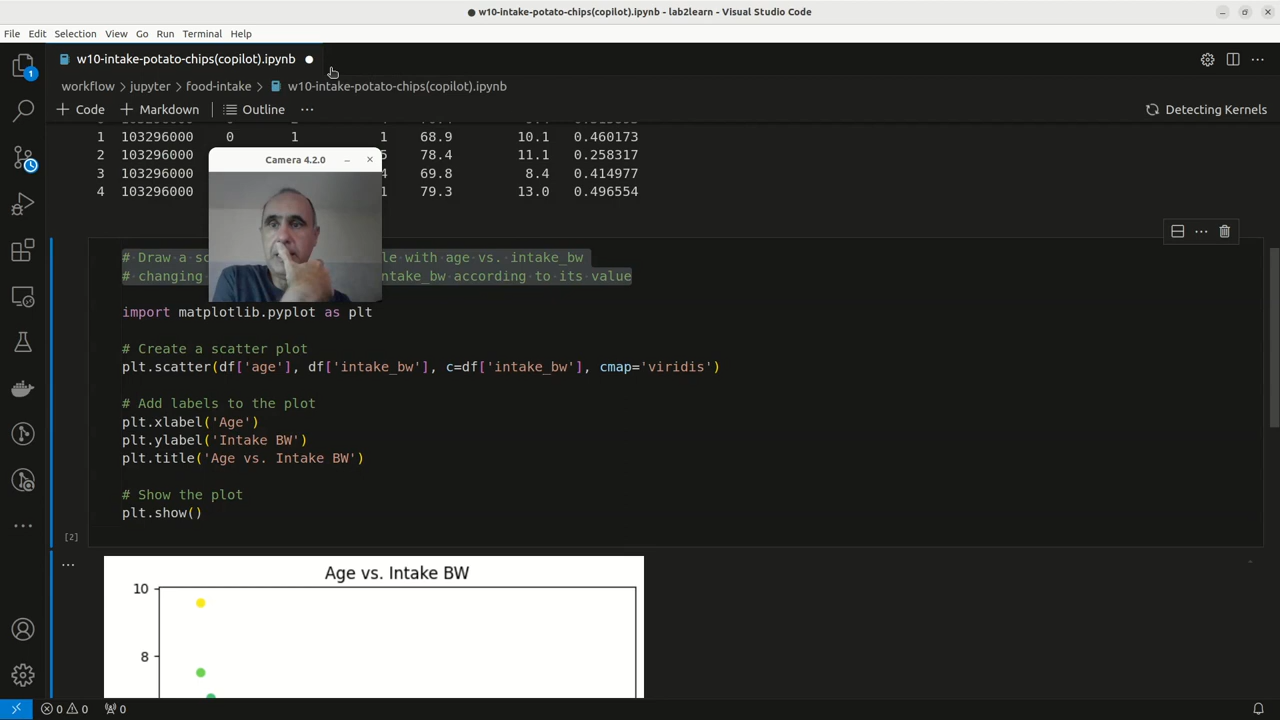 w10-intake-potato-chips(copilot).ipynb - lab2learn - Visual Studio Code
File Edit Selection View Go Run Terminal Help
w10-intake-potato-chips(copilot).ipynb
workflow > jupyter > food-intake > w10-intake-potato-chips(copilot).ipynb
+ Code + Markdown Outline ... Detecting Kernels
1 103296000 0 1 1 68.9 10.1 0.460173
2 103296000 78.4 11.1 0.258317
3 103296000 4 69.8 8.4 0.414977
4 103296000 1 79.3 13.0 0.496554
Camera 4.2.0
# Draw a le with age vs. intake_bw
# changing intake_bw according to its value
import matplotlib.pyplot as plt
# Create a scatter plot
plt.scatter(df['age'], df['intake_bw'], c=df['intake_bw'], cmap='viridis')
# Add labels to the plot
plt.xlabel('Age')
plt.ylabel('Intake BW')
plt.title('Age vs. Intake BW')
# Show the plot
plt.show()
[2]
...
Age vs. Intake BW
10
8
0 0 0
1